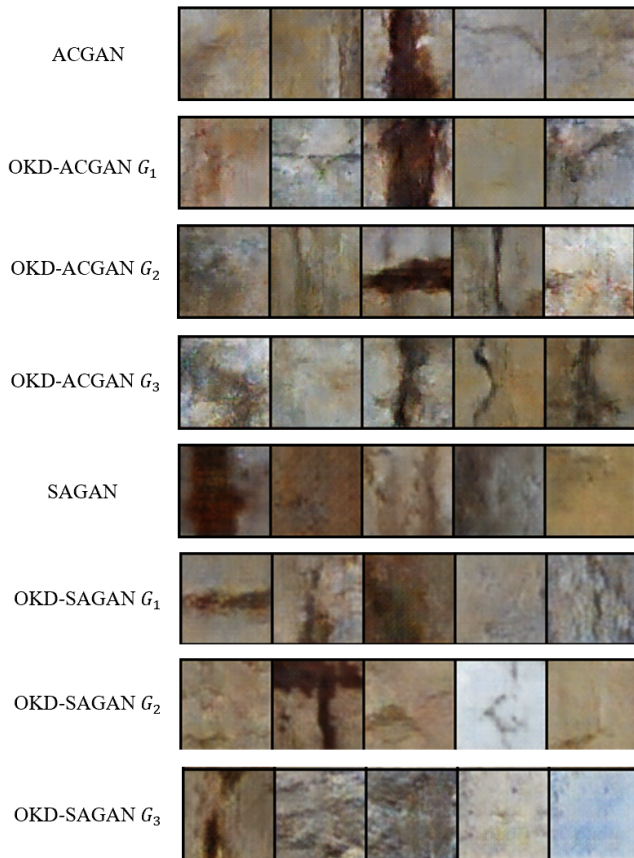 ACGAN
OKD-ACGAN G₁
OKD-ACGAN G₂
OKD-ACGAN G₃
SAGAN
OKD-SAGAN G₁
OKD-SAGAN G₂
OKD-SAGAN G₃